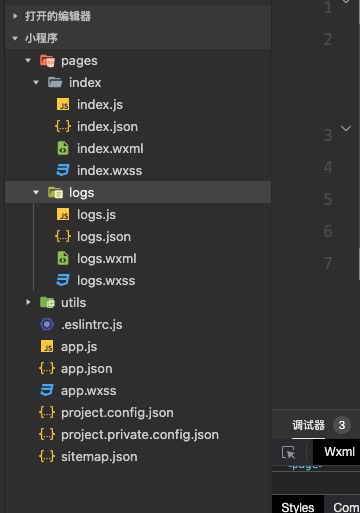 打开的编辑器
小程序
pages
index
index.js
index.json
index.wxml
index.wxss
logs
logs.js
logs.json
logs.wxml
logs.wxss
utils
.eslintrc.js
app.js
app.json
app.wxss
project.config.json
project.private.config.json
sitemap.json
1
2
3
4
5
6
7
调试器 3
Wxml
<page>
Styles Com